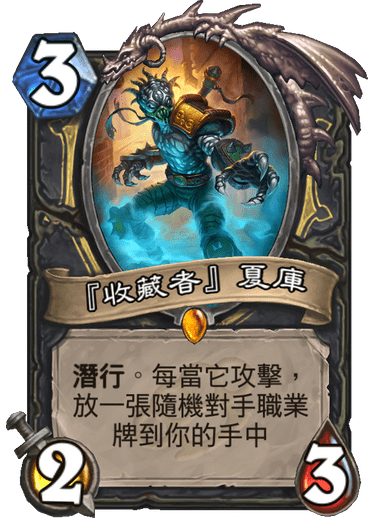 3
『收藏者』夏庫
潛行。每當它攻擊，
放一張隨機對手職業
牌到你的手中
2
3